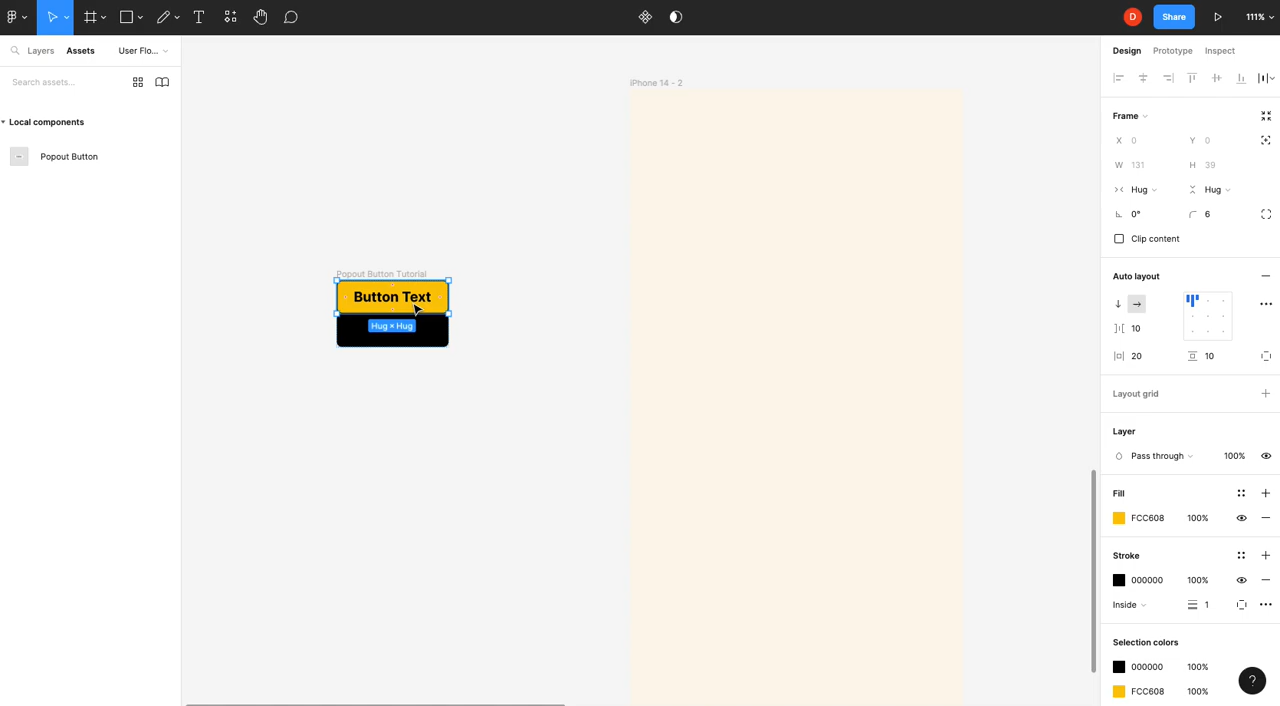 D
Share
111%
Layers
Assets
User Flo...
Search assets...
Local components
Popout Button
iPhone 14 - 2
Popout Button Tutorial
Button Text
Hug × Hug
Design
Prototype
Inspect
Frame
X 0
Y 0
W 131
H 39
Hug
Hug
0°
6
Clip content
Auto layout
10
20
10
Layout grid
Layer
Pass through
100%
Fill
FCC608
100%
Stroke
000000
100%
Inside
1
Selection colors
000000
100%
FCC608
100%
?